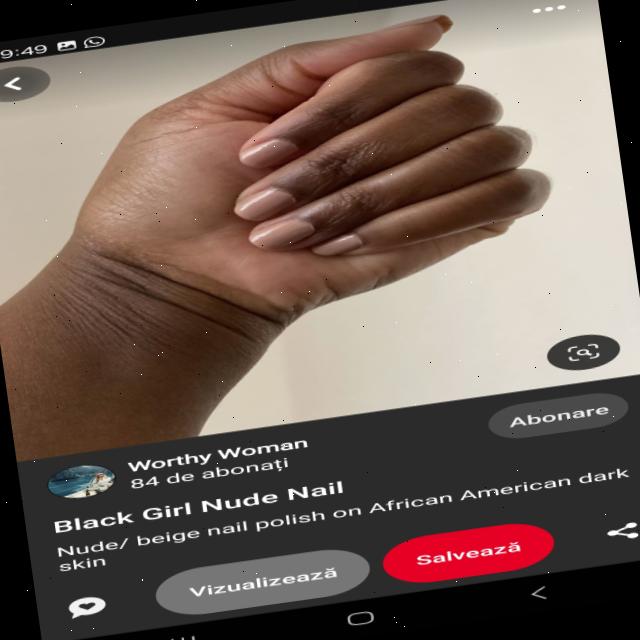 9:49
Abonare
Worthy Woman
84 de abonați
Black Girl Nude Nail
Nude/ beige nail polish on African American dark
skin
Vizualizează
Salvează